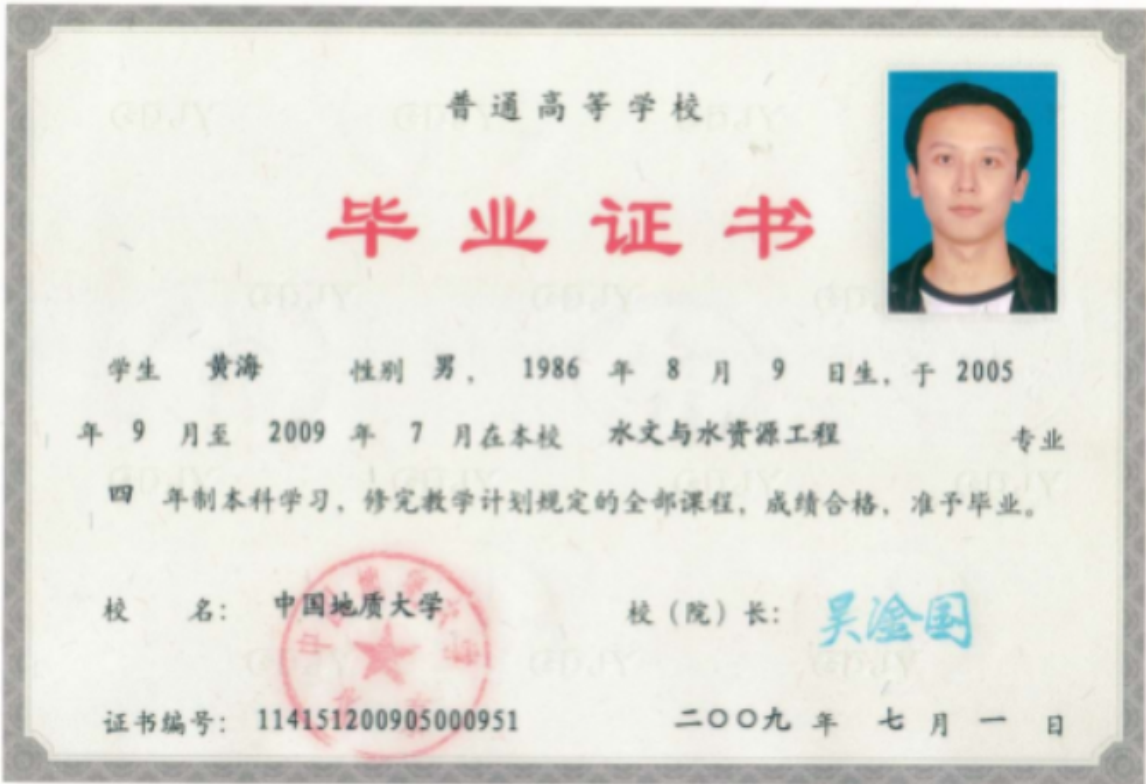 普通高等学校
毕业证书
学生 黄海 性别 男， 1986 年 8 月 9 日生，于 2005
年 9 月至 2009 年 7 月在本校 水文与水资源工程 专业
四 年制本科学习，修完教学计划规定的全部课程，成绩合格，准予毕业。
校 名： 中国地质大学 校（院）长： 吴淦国
证书编号： 114151200905000951 二〇〇九 年 七 月 一 日